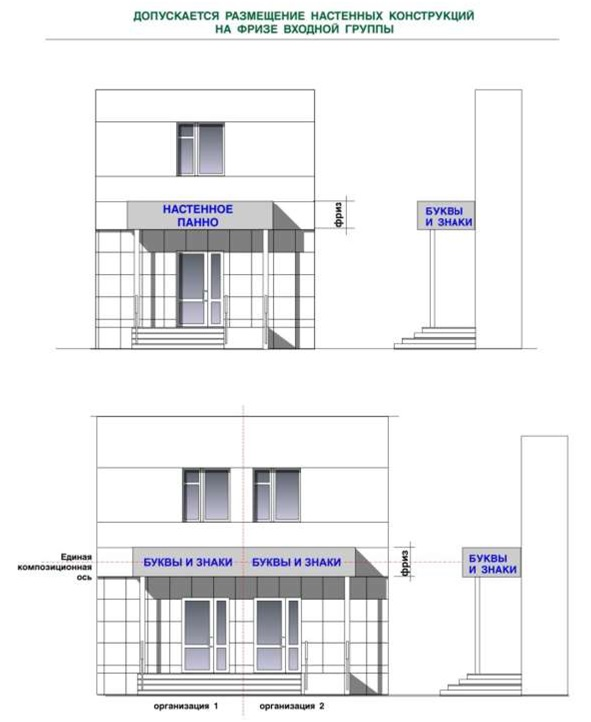 ДОПУСКАЕТСЯ РАЗМЕЩЕНИЕ НАСТЕННЫХ КОНСТРУКЦИЙ
НА ФРИЗЕ ВХОДНОЙ ГРУППЫ
НАСТЕННОЕ
ПАННО
фриз
БУКВЫ
И ЗНАКИ
Единая
композиционная
ось
БУКВЫ И ЗНАКИ
БУКВЫ И ЗНАКИ
фриз
БУКВЫ
И ЗНАКИ
организация 1
организация 2